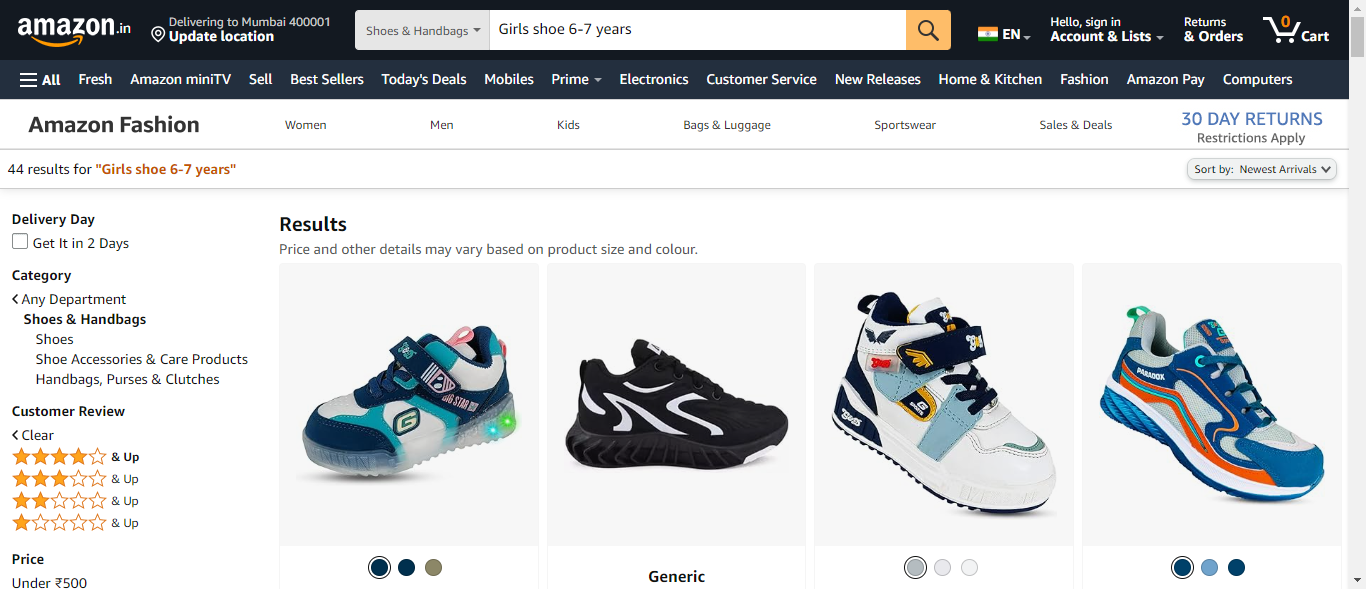 amazon.in
Delivering to Mumbai 400001
Update location
Shoes & Handbags
Girls shoe 6-7 years
EN
Hello, sign in
Account & Lists
Returns
& Orders
0
Cart
All
Fresh
Amazon miniTV
Sell
Best Sellers
Today's Deals
Mobiles
Prime
Electronics
Customer Service
New Releases
Home & Kitchen
Fashion
Amazon Pay
Computers
Amazon Fashion
Women
Men
Kids
Bags & Luggage
Sportswear
Sales & Deals
30 DAY RETURNS
Restrictions Apply
44 results for "Girls shoe 6-7 years"
Sort by: Newest Arrivals
Delivery Day
Get It in 2 Days
Category
Any Department
Shoes & Handbags
Shoes
Shoe Accessories & Care Products
Handbags, Purses & Clutches
Customer Review
Clear
& Up
& Up
& Up
& Up
Price
Under ₹500
Results
Price and other details may vary based on product size and colour.
BIG STAR
G
G
PARADOX
Generic